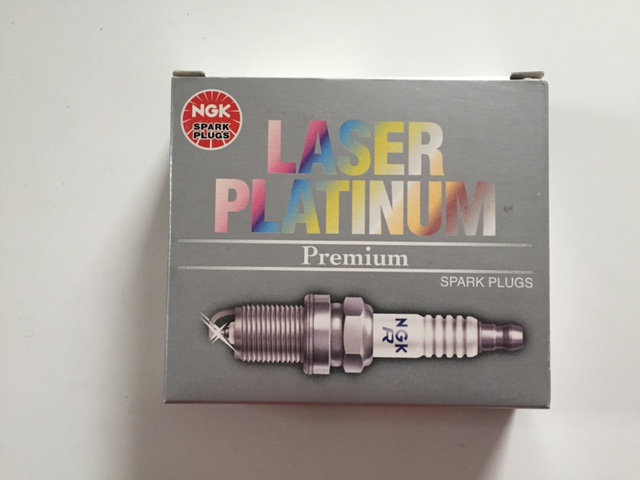 NGK
SPARK
PLUGS
LASER
PLATINUM
Premium
SPARK PLUGS
NGK
R